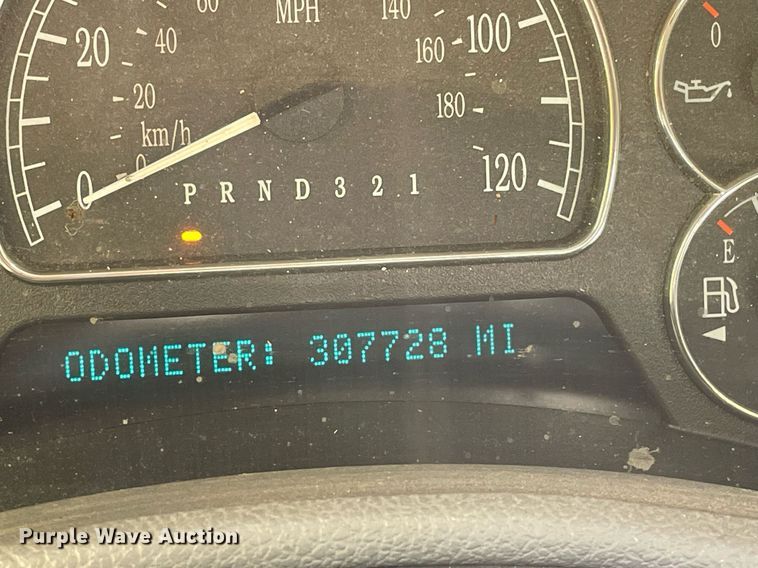 60 MPH 140
20 40 160 100
20 180
km/h
0 0 120
P R N D 3 2 1
0
E
ODOMETER: 307728 MI
Purple Wave Auction